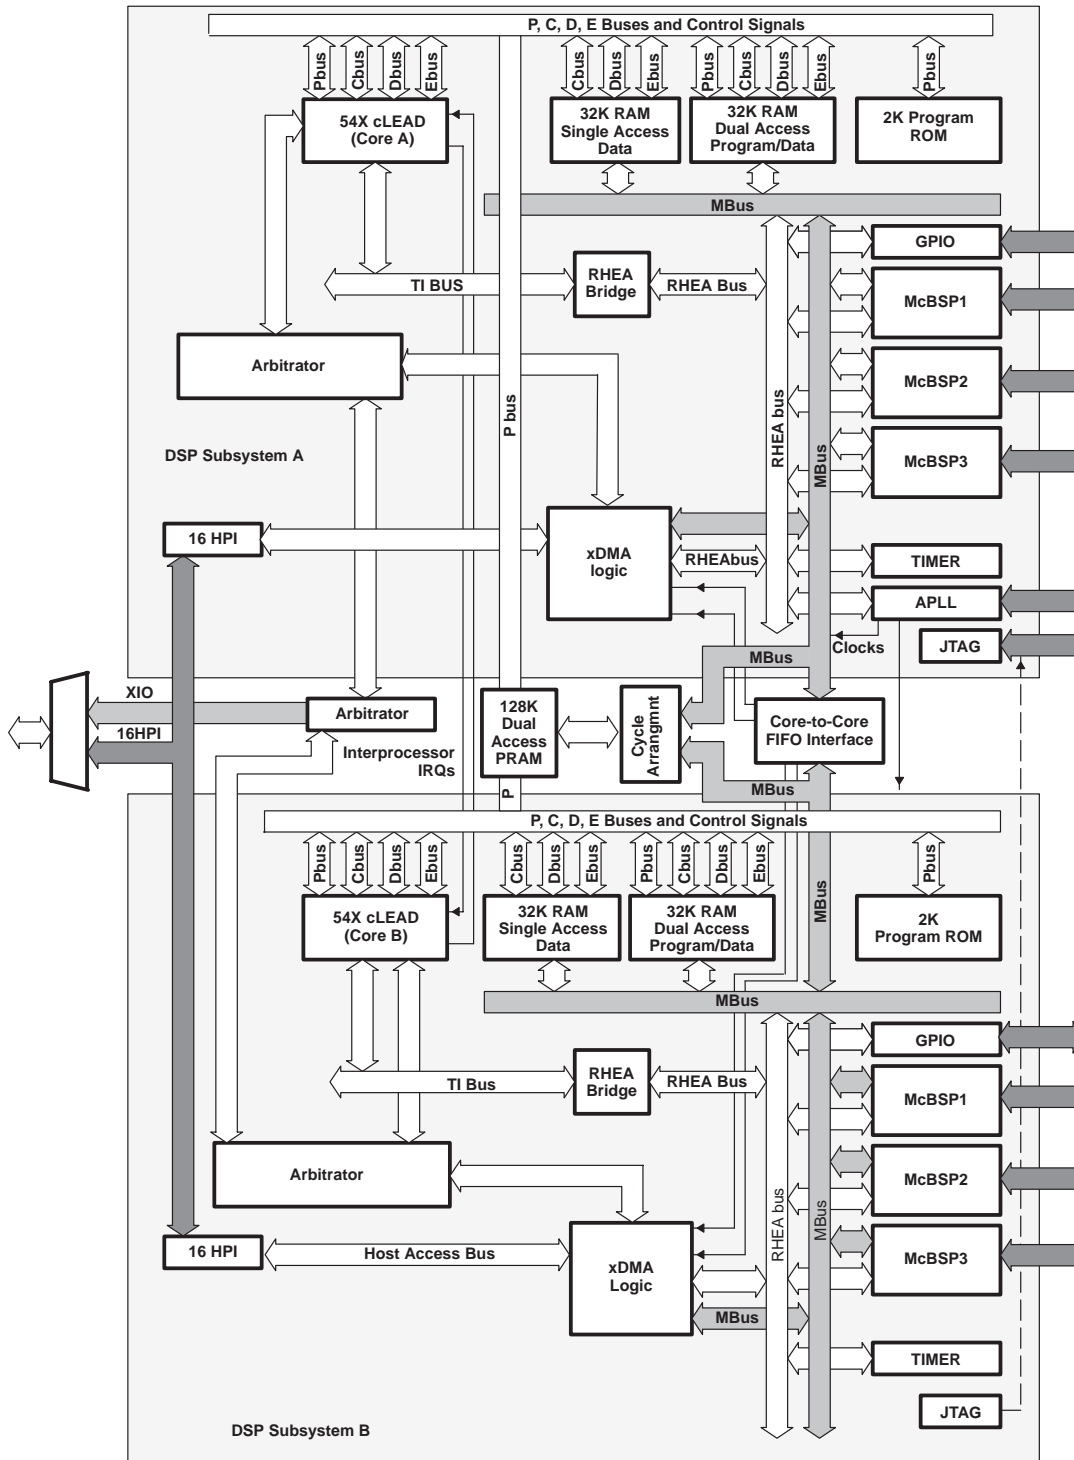 P, C, D, E Buses and Control Signals
Pbus
Cbus
Dbus
Ebus
Cbus
Dbus
Ebus
Pbus
Cbus
Dbus
Ebus
Pbus
54X cLEAD
(Core A)
32K RAM
Single Access
Data
32K RAM
Dual Access
Program/Data
2K Program
ROM
MBus
GPIO
RHEA
Bridge
TI BUS
RHEA Bus
McBSP1
Arbitrator
McBSP2
P bus
RHEA bus
MBus
McBSP3
DSP Subsystem A
16 HPI
xDMA
logic
RHEAbus
TIMER
APLL
Clocks
JTAG
MBus
XIO
16HPI
Arbitrator
Interprocessor
IRQs
128K
Dual
Access
PRAM
Cycle
Arrangmnt
Core-to-Core
FIFO Interface
MBus
P
P, C, D, E Buses and Control Signals
Pbus
Cbus
Dbus
Ebus
Cbus
Dbus
Ebus
Pbus
Cbus
Dbus
Ebus
MBus
Pbus
54X cLEAD
(Core B)
32K RAM
Single Access
Data
32K RAM
Dual Access
Program/Data
2K
Program ROM
MBus
GPIO
RHEA
Bridge
TI Bus
RHEA Bus
McBSP1
Arbitrator
McBSP2
RHEA bus
MBus
16 HPI
Host Access Bus
xDMA
Logic
McBSP3
MBus
TIMER
JTAG
DSP Subsystem B